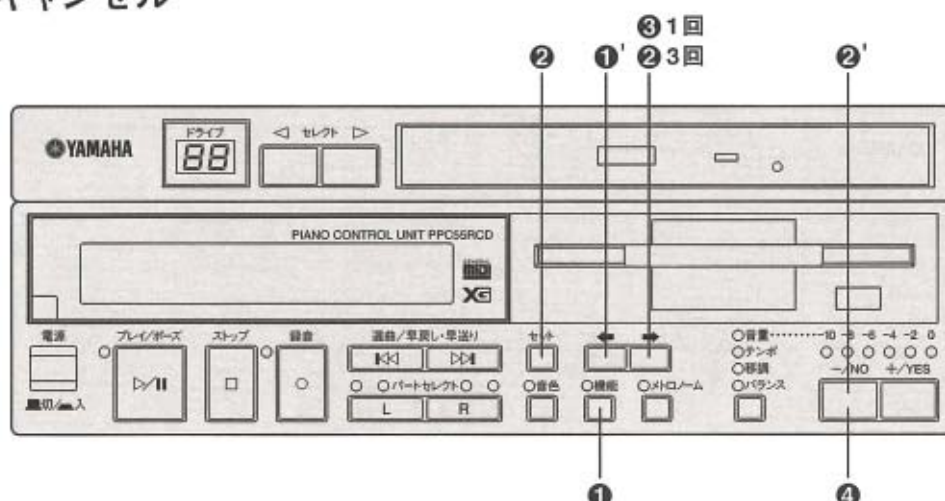 キャンセル
❸1回
❷ ❶' ❷3回 ❷'
YAMAHA
ドライブ
88
◁ セレクト ▷
PIANO CONTROL UNIT PPC55RCD
MIDI
XG
電源 プレイ/ポーズ ストップ 録音 選曲/早戻し・早送り セット ← → ○音量 -10 -8 -6 -4 -2 0
○テンポ
○移調
○バランス
-/NO +/YES
○パートセレクト○
○音色 ○機能 ○メトロノーム
L R
切/入
❶ ❹